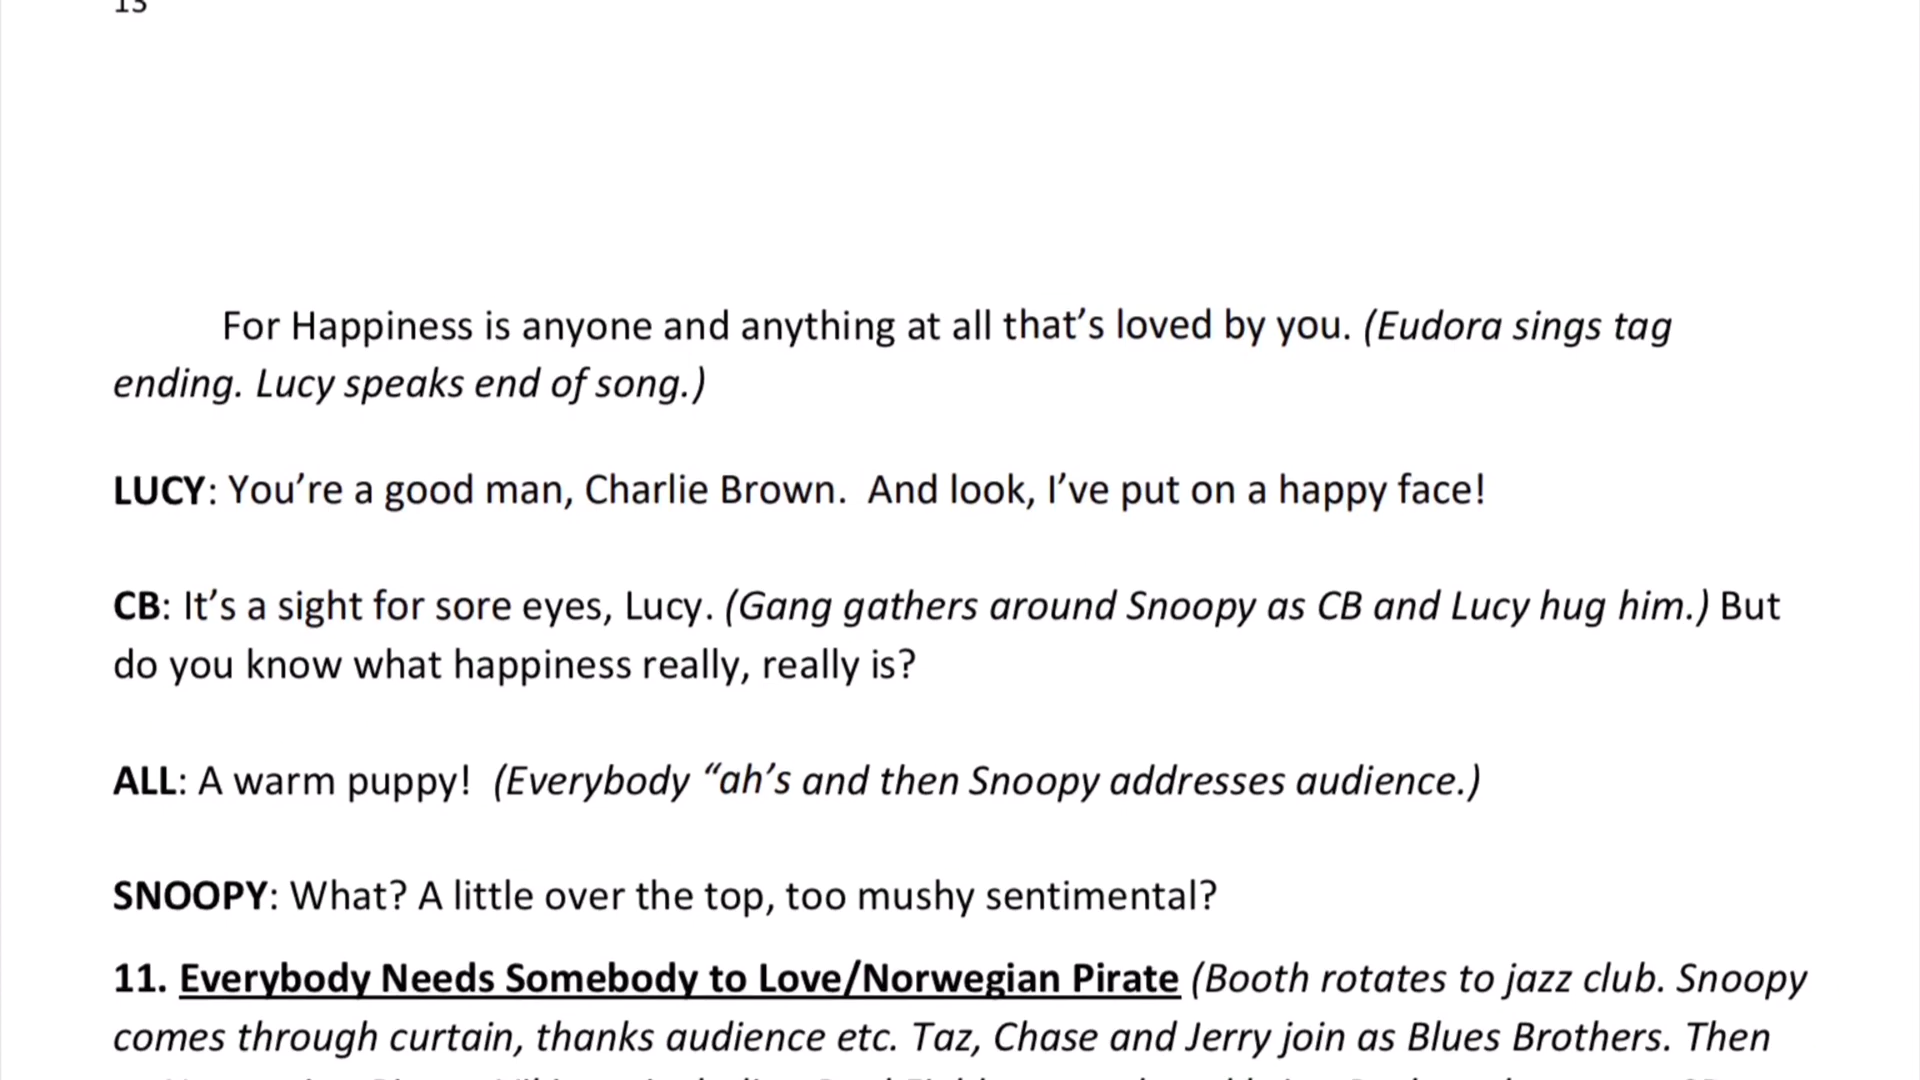 13
For Happiness is anyone and anything at all that’s loved by you. (Eudora sings tag
ending. Lucy speaks end of song.)
LUCY: You’re a good man, Charlie Brown.  And look, I’ve put on a happy face!
CB: It’s a sight for sore eyes, Lucy. (Gang gathers around Snoopy as CB and Lucy hug him.) But
do you know what happiness really, really is?
ALL: A warm puppy!  (Everybody “ah’s and then Snoopy addresses audience.)
SNOOPY: What? A little over the top, too mushy sentimental?
11. Everybody Needs Somebody to Love/Norwegian Pirate (Booth rotates to jazz club. Snoopy
comes through curtain, thanks audience etc. Taz, Chase and Jerry join as Blues Brothers. Then